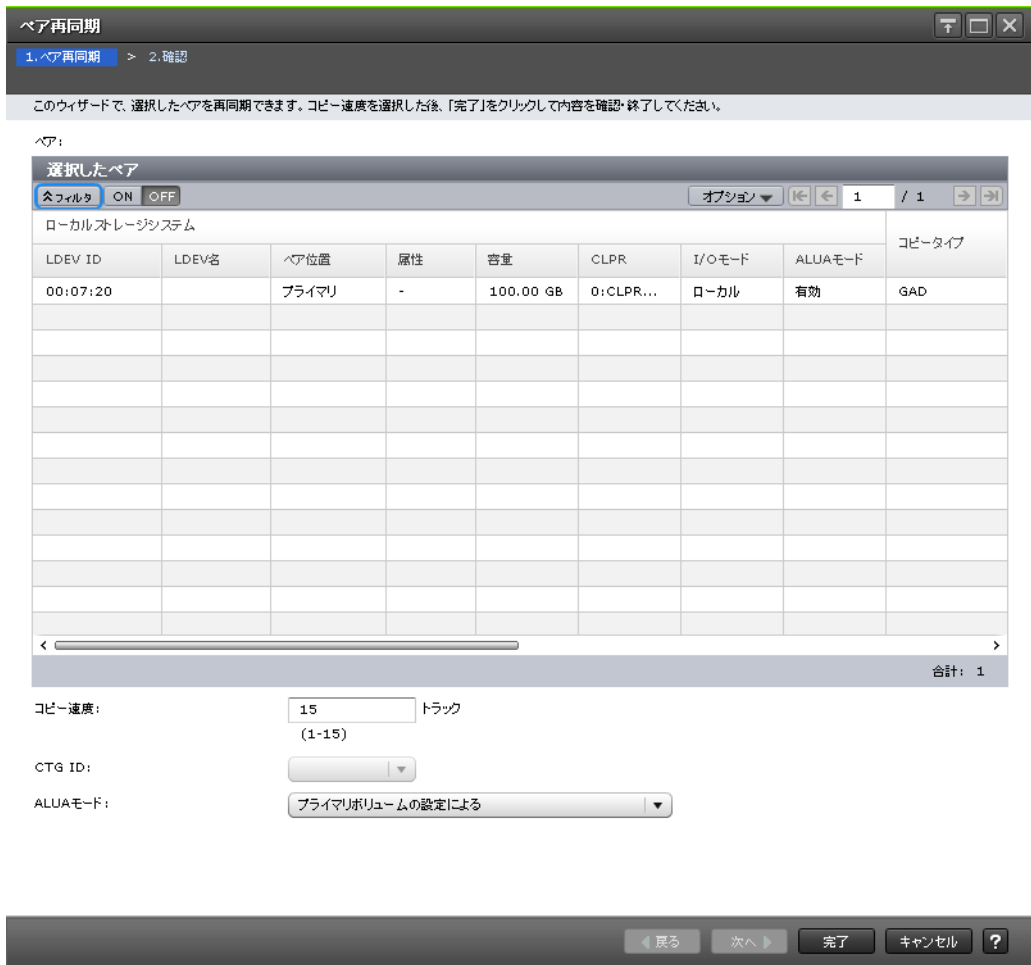 ペア再同期
1.ペア再同期 > 2.確認
このウィザードで、選択したペアを再同期できます。コピー速度を選択した後、「完了」をクリックして内容を確認・終了してください。
ペア:
選択したペア
フィルタ ON OFF オプション 1 / 1
ローカルストレージシステム
コピータイプ
LDEV ID LDEV名 ペア位置 属性 容量 CLPR I/Oモード ALUAモード
00:07:20 プライマリ - 100.00 GB 0:CLPR... ローカル 有効 GAD
合計: 1
コピー速度: 15 トラック
(1-15)
CTG ID:
ALUAモード: プライマリボリュームの設定による
戻る 次へ 完了 キャンセル ?